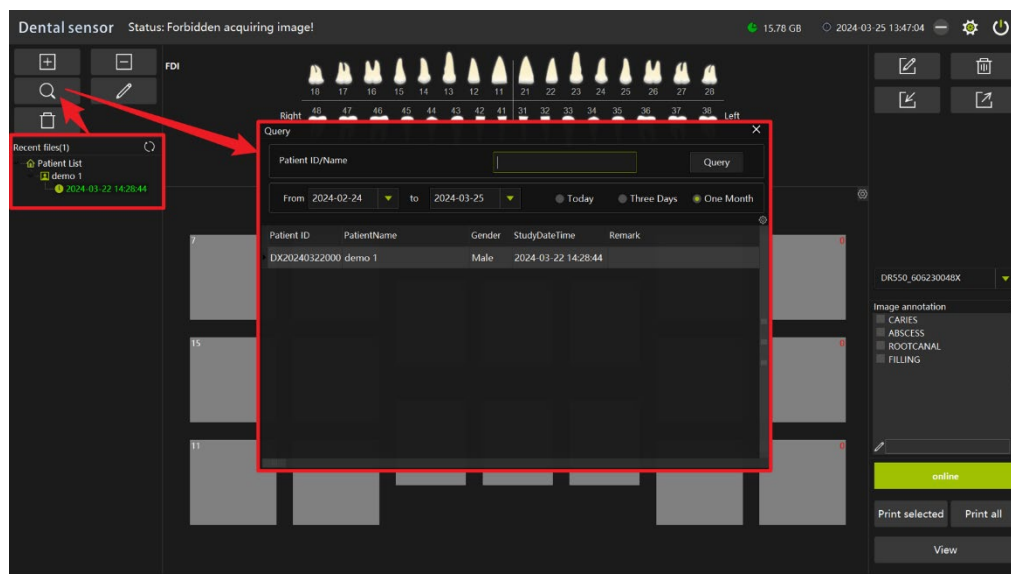 Dental sensor Status: Forbidden acquiring image! 15.78 GB 2024-03-25 13:47:04
FDI
18 17 16 15 14 13 12 11 21 22 23 24 25 26 27 28
Right 48 47 46 45 44 43 42 41 31 32 33 34 35 36 37 38 Left
Recent files(1)
Patient List
demo 1
2024-03-22 14:28:44
Query
Patient ID/Name Query
From 2024-02-24 to 2024-03-25 Today Three Days One Month
Patient ID PatientName Gender StudyDateTime Remark
DX20240322000 demo 1 Male 2024-03-22 14:28:44
7 0
15 0
11 0
DR550_606230048X
Image annotation
CARIES
ABSCESS
ROOTCANAL
FILLING
online
Print selected Print all
View